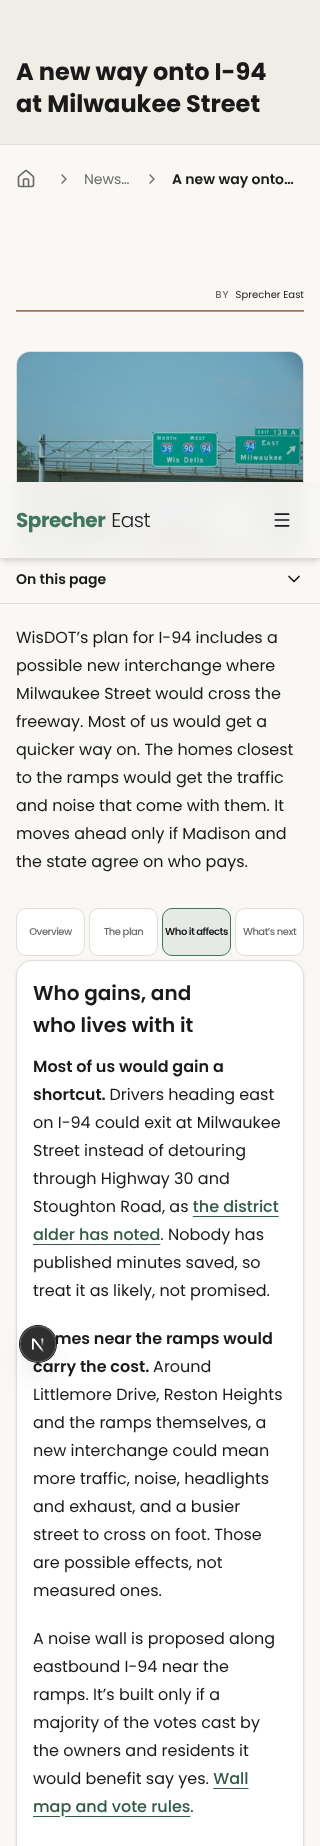 A new way onto I-94
at Milwaukee Street
News...
A new way onto...
BY Sprecher East
NORTH WEST
39 90 94
Wis Dells
EXIT 138 A
94 EAST
Milwaukee
Sprecher East
On this page
WisDOT’s plan for I-94 includes a
possible new interchange where
Milwaukee Street would cross the
freeway. Most of us would get a
quicker way on. The homes closest
to the ramps would get the traffic
and noise that come with them. It
moves ahead only if Madison and
the state agree on who pays.
Overview
The plan
Who it affects
What’s next
Who gains, and
who lives with it
Most of us would gain a
shortcut. Drivers heading east
on I-94 could exit at Milwaukee
Street instead of detouring
through Highway 30 and
Stoughton Road, as the district
alder has noted. Nobody has
published minutes saved, so
treat it as likely, not promised.
N
mes near the ramps would
carry the cost. Around
Littlemore Drive, Reston Heights
and the ramps themselves, a
new interchange could mean
more traffic, noise, headlights
and exhaust, and a busier
street to cross on foot. Those
are possible effects, not
measured ones.
A noise wall is proposed along
eastbound I-94 near the
ramps. It’s built only if a
majority of the votes cast by
the owners and residents it
would benefit say yes. Wall
map and vote rules.